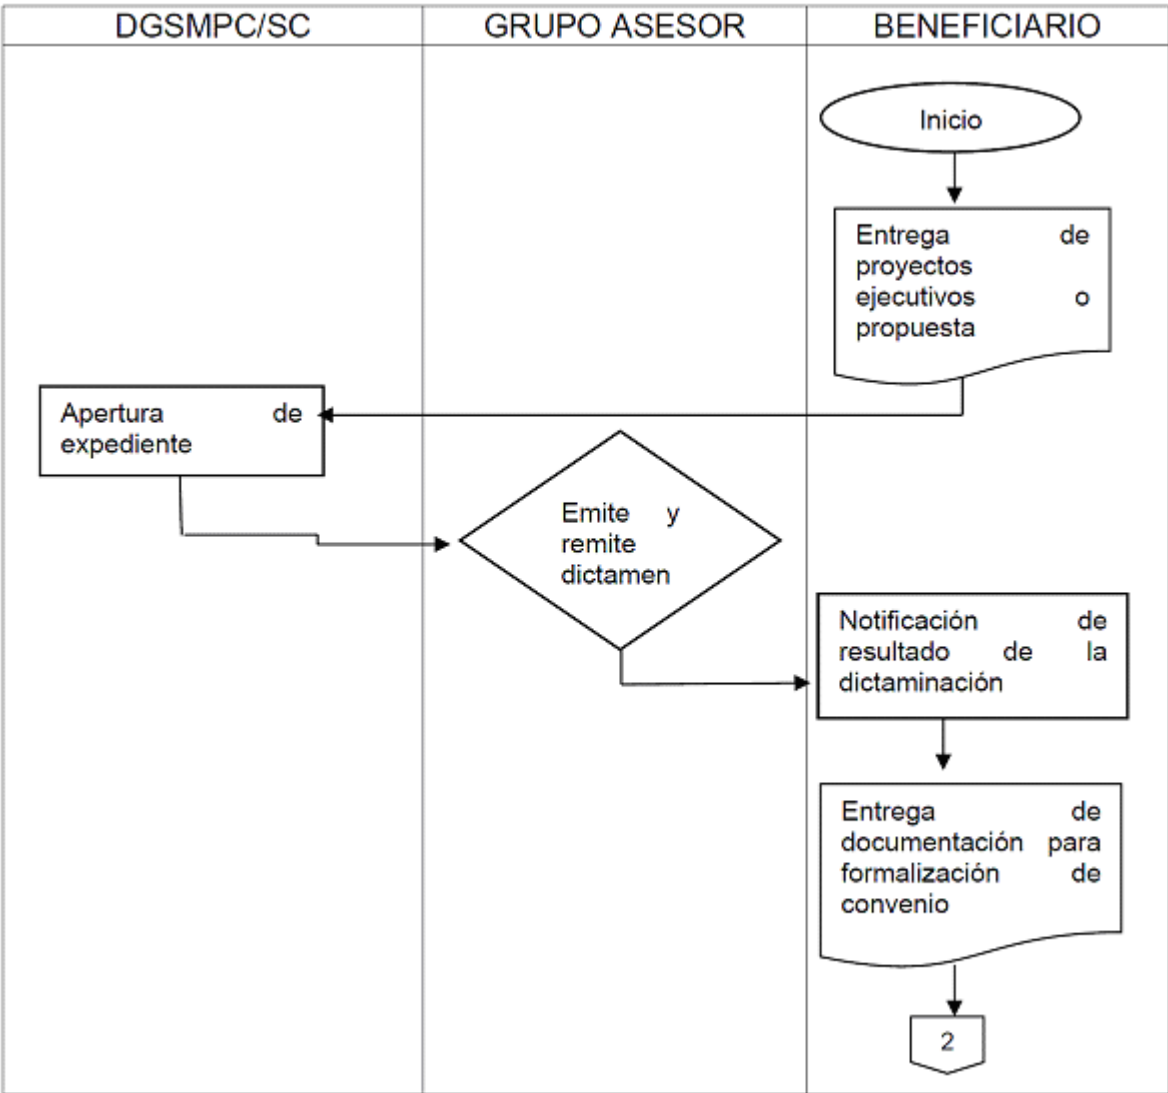 DGSMPC/SC
GRUPO ASESOR
BENEFICIARIO
Inicio
Entrega de
proyectos
ejecutivos o
propuesta
Apertura de
expediente
Emite y
remite
dictamen
Notificación de
resultado de la
dictaminación
Entrega de
documentación para
formalización de
convenio
2